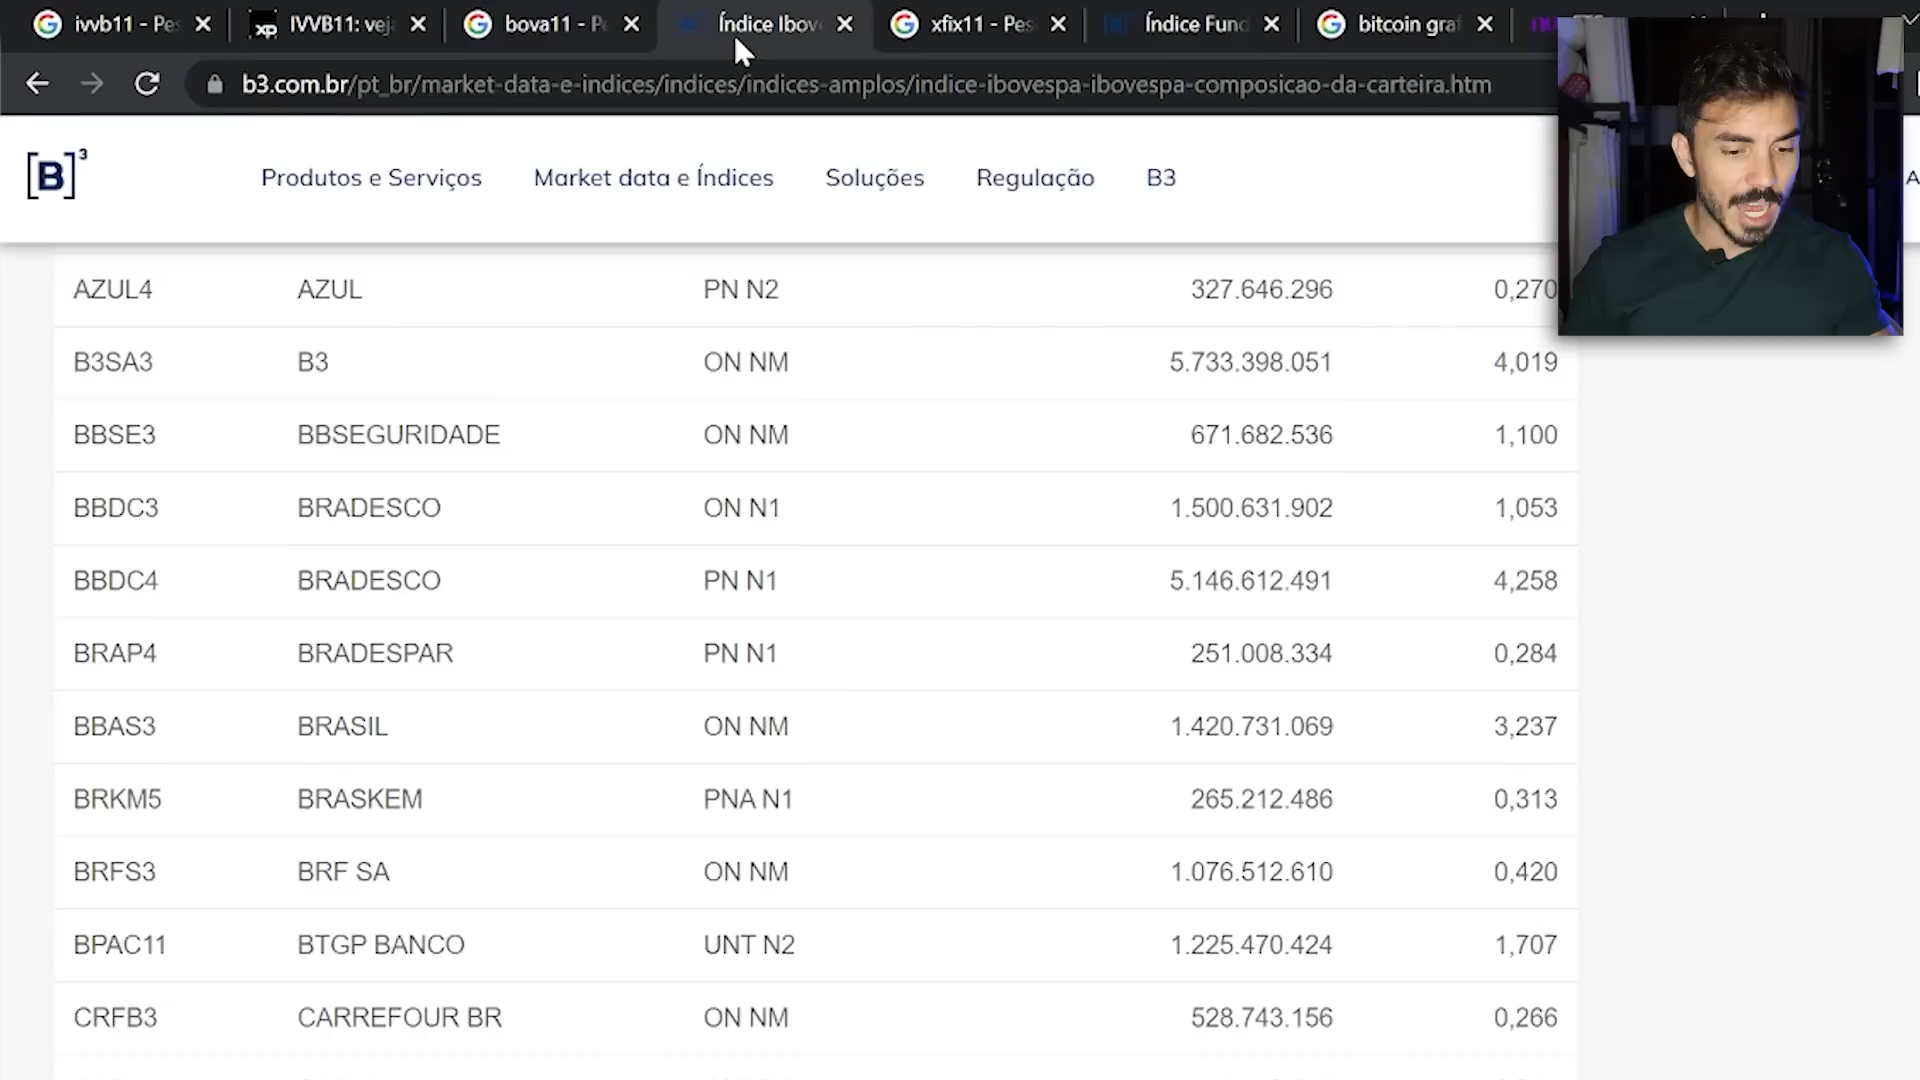 ivvb11 - Pes
xp IVVB11: veja
bova11 - P
Índice Ibov
xfix11 - Pes
Índice Fund
bitcoin graf
b3.com.br/pt_br/market-data-e-indices/indices/indices-amplos/indice-ibovespa-ibovespa-composicao-da-carteira.htm
[B]³ Produtos e Serviços Market data e Índices Soluções Regulação B3 A
AZUL4 AZUL PN N2 327.646.296 0,270
B3SA3 B3 ON NM 5.733.398.051 4,019
BBSE3 BBSEGURIDADE ON NM 671.682.536 1,100
BBDC3 BRADESCO ON N1 1.500.631.902 1,053
BBDC4 BRADESCO PN N1 5.146.612.491 4,258
BRAP4 BRADESPAR PN N1 251.008.334 0,284
BBAS3 BRASIL ON NM 1.420.731.069 3,237
BRKM5 BRASKEM PNA N1 265.212.486 0,313
BRFS3 BRF SA ON NM 1.076.512.610 0,420
BPAC11 BTGP BANCO UNT N2 1.225.470.424 1,707
CRFB3 CARREFOUR BR ON NM 528.743.156 0,266